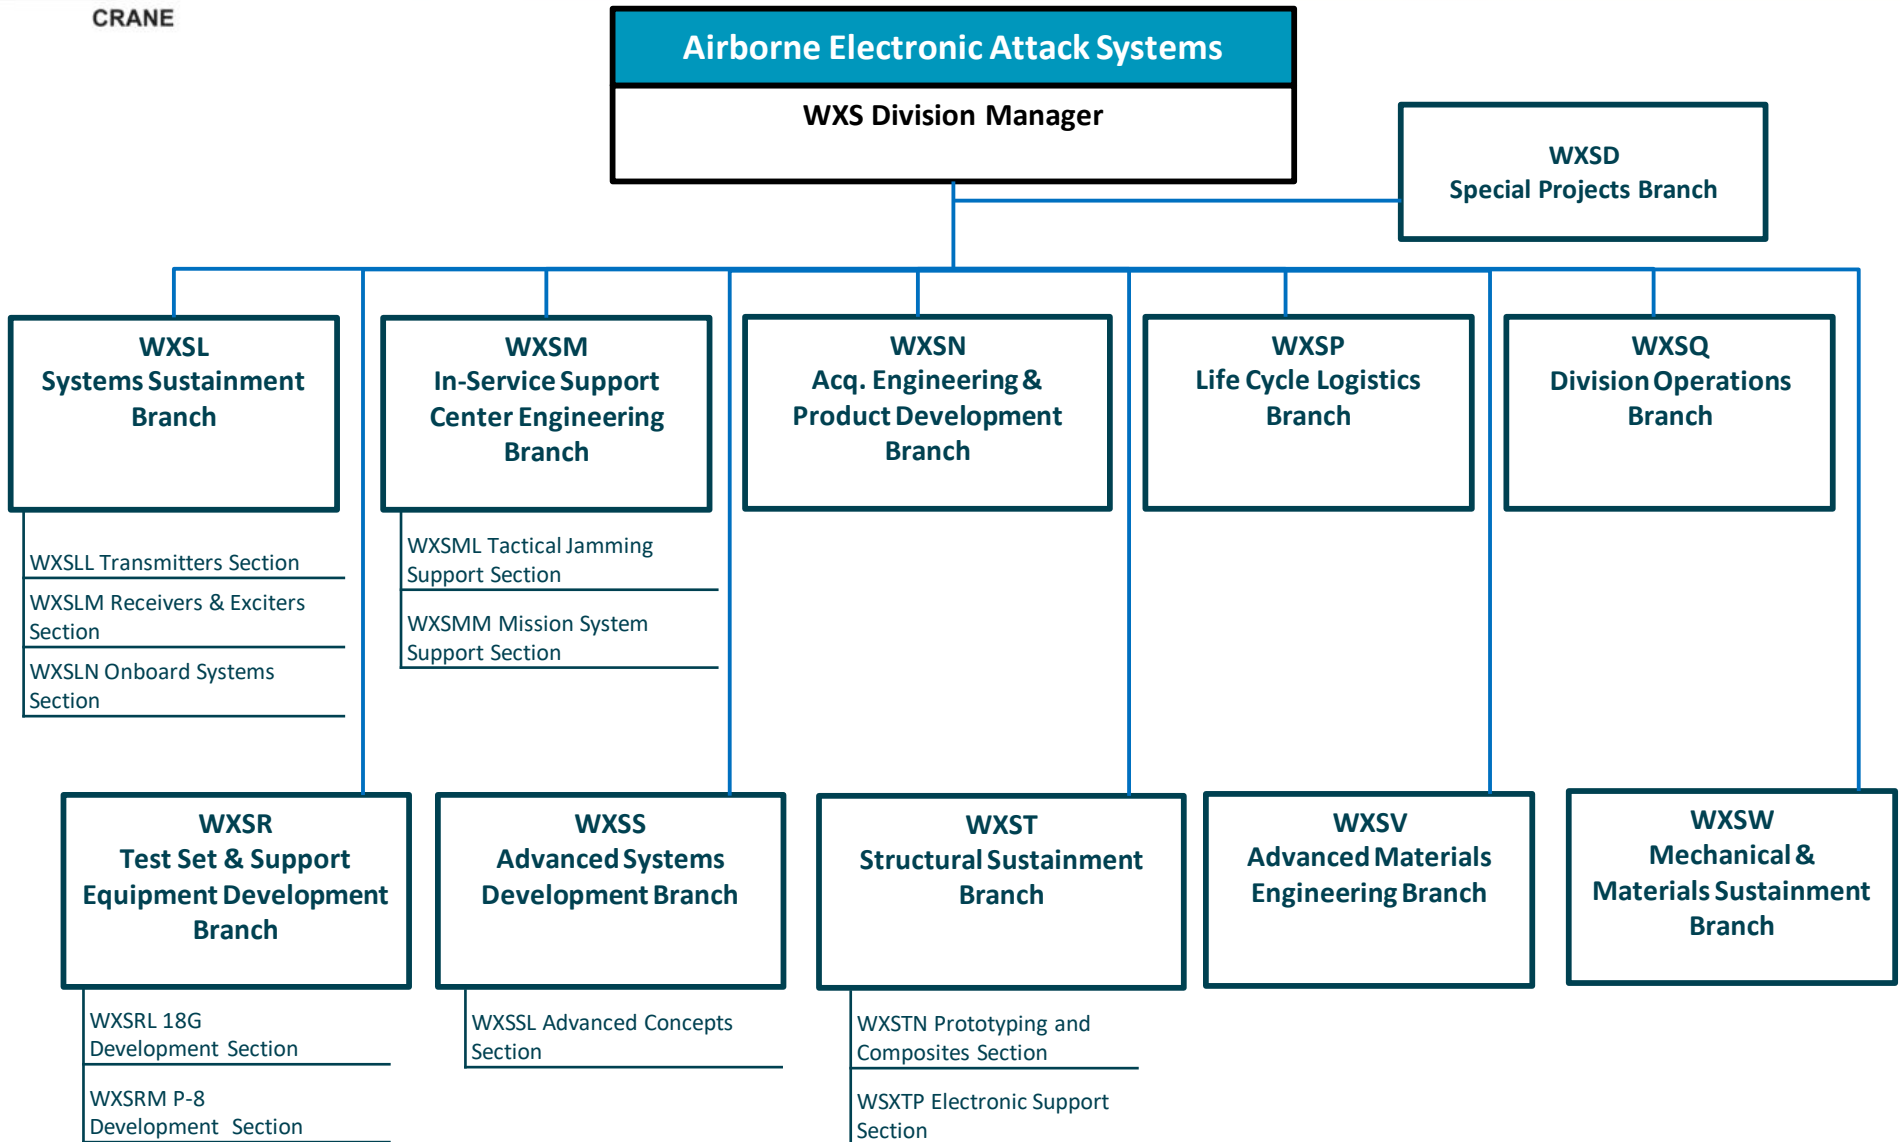 CRANE
Airborne Electronic Attack Systems
WXS Division Manager
WXSD
Special Projects Branch
WXSL
Systems Sustainment
Branch
WXSLL Transmitters Section
WXSLM Receivers & Exciters
Section
WXSLN Onboard Systems
Section
WXSM
In-Service Support
Center Engineering
Branch
WXSML Tactical Jamming
Support Section
WXSMM Mission System
Support Section
WXSN
Acq. Engineering &
Product Development
Branch
WXSP
Life Cycle Logistics
Branch
WXSQ
Division Operations
Branch
WXSR
Test Set & Support
Equipment Development
Branch
WXSRL 18G
Development Section
WXSRM P-8
Development Section
WXSS
Advanced Systems
Development Branch
WXSSL Advanced Concepts
Section
WXST
Structural Sustainment
Branch
WXSTN Prototyping and
Composites Section
WSXTP Electronic Support
Section
WXSV
Advanced Materials
Engineering Branch
WXSW
Mechanical &
Materials Sustainment
Branch